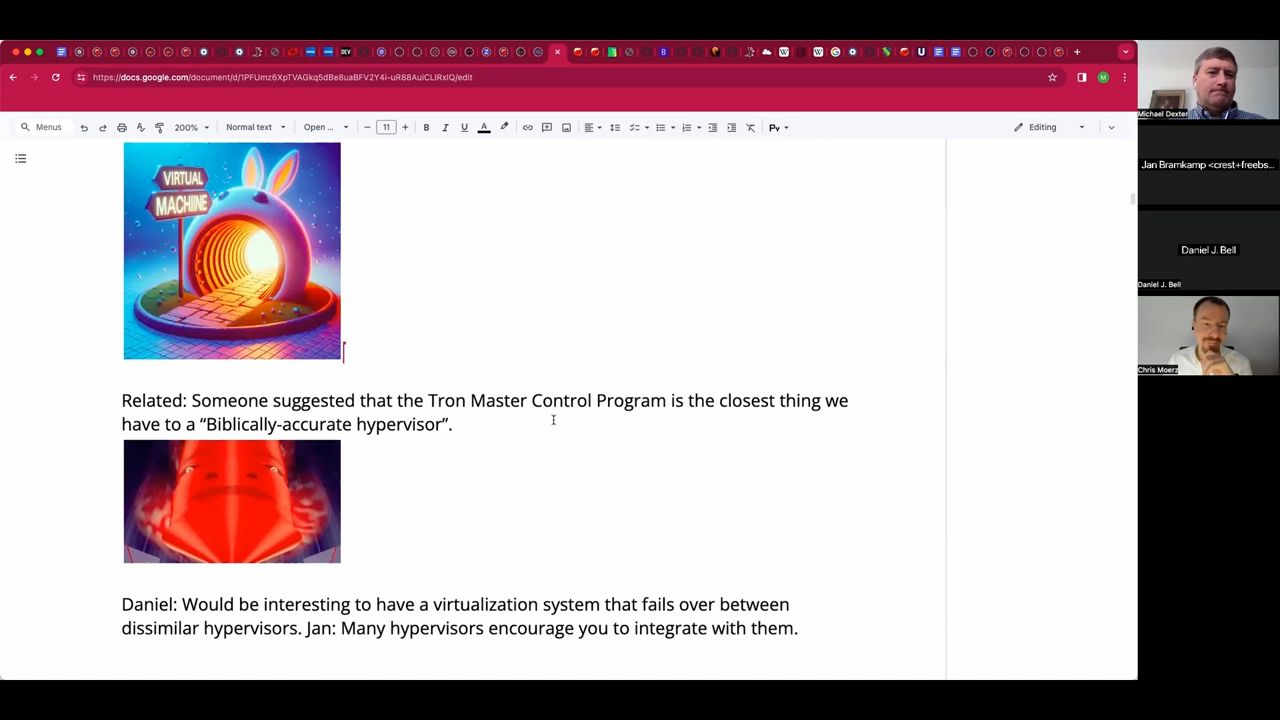 https://docs.google.com/document/d/1PFUmz6XpTVAGkq5dBe8uaBFV2Y4i-uR88AuiCLIRxIQ/edit
Menus 200% Normal text Open ... 11 Editing
VIRTUAL
MACHIINE
Related: Someone suggested that the Tron Master Control Program is the closest thing we
have to a “Biblically-accurate hypervisor”.
Daniel: Would be interesting to have a virtualization system that fails over between
dissimilar hypervisors. Jan: Many hypervisors encourage you to integrate with them.
Michael Dexter
Jan Bramkamp <crest+freebs...
Daniel J. Bell
Daniel J. Bell
Chris Moerz